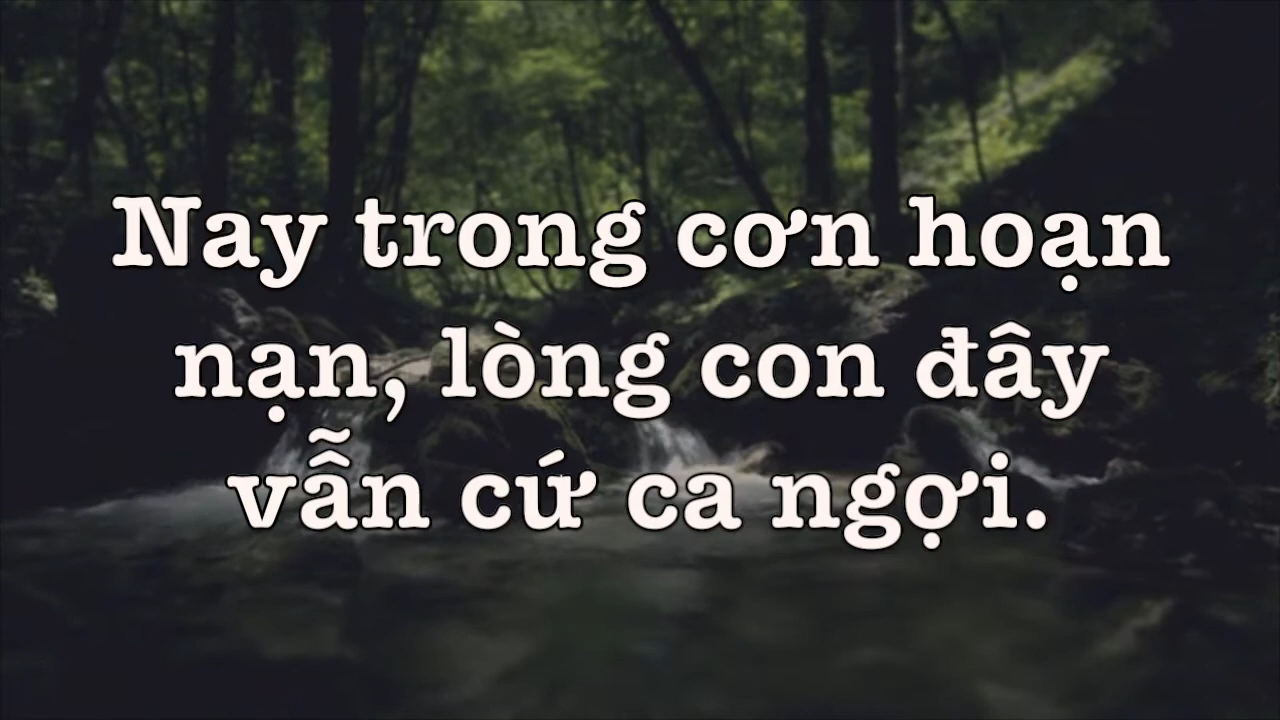 Nay trong cơn hoạn
nạn, lòng con đây
vẫn cứ ca ngợi.